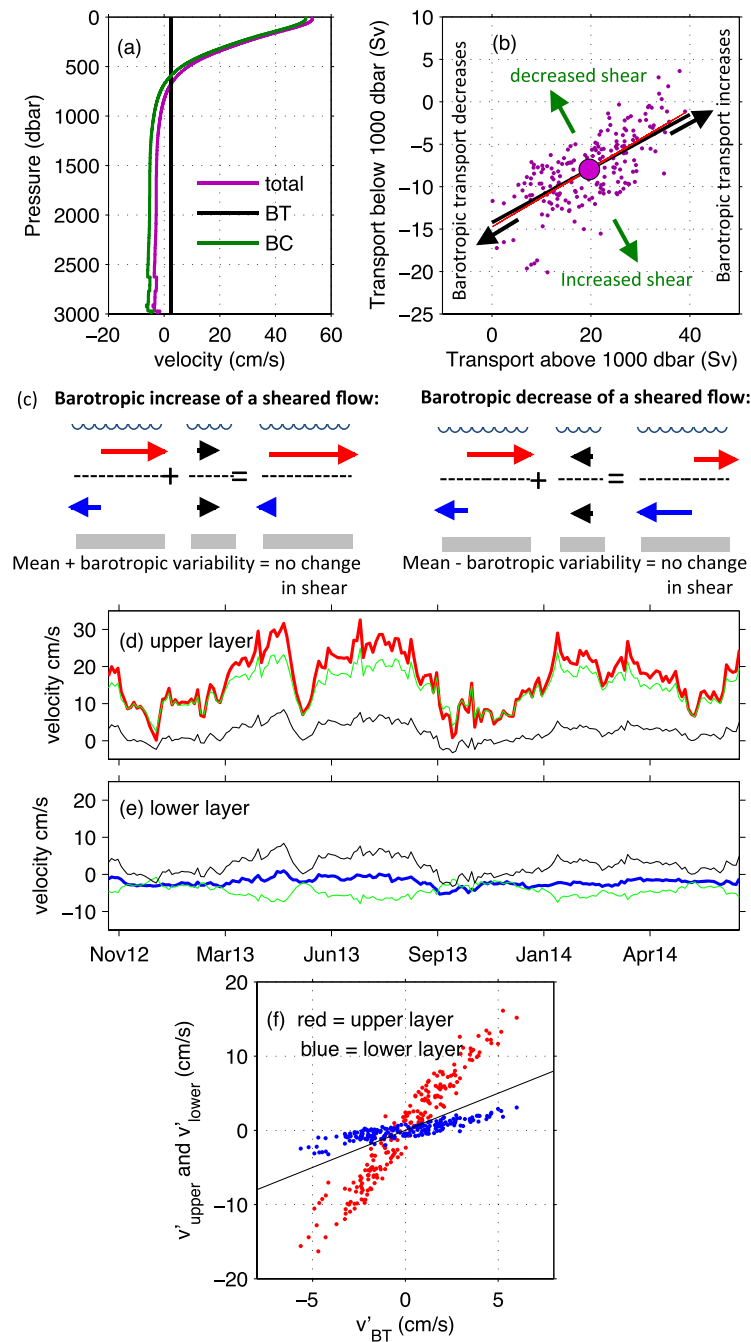 (a)
0
500
1000
1500
2000
2500
3000
Pressure (dbar)
total
BT
BC
−20 0 20 40 60
velocity (cm/s)
(b)
10
5
0
−5
−10
−15
−20
−25
Transport below 1000 dbar (Sv)
Barotropic transport decreases
decreased shear
Increased shear
Barotropic transport increases
0 20 40
Transport above 1000 dbar (Sv)
(c)
Barotropic increase of a sheared flow:
+ =
Mean + barotropic variability = no change
in shear
Barotropic decrease of a sheared flow:
+ =
Mean - barotropic variability = no change
in shear
(d) upper layer
30
20
10
0
velocity cm/s
(e) lower layer
20
10
0
−10
velocity cm/s
Nov12 Mar13 Jun13 Sep13 Jan14 Apr14
(f) red = upper layer
blue = lower layer
20
10
0
−10
−20
v'upper and v'lower (cm/s)
−5 0 5
v'BT (cm/s)